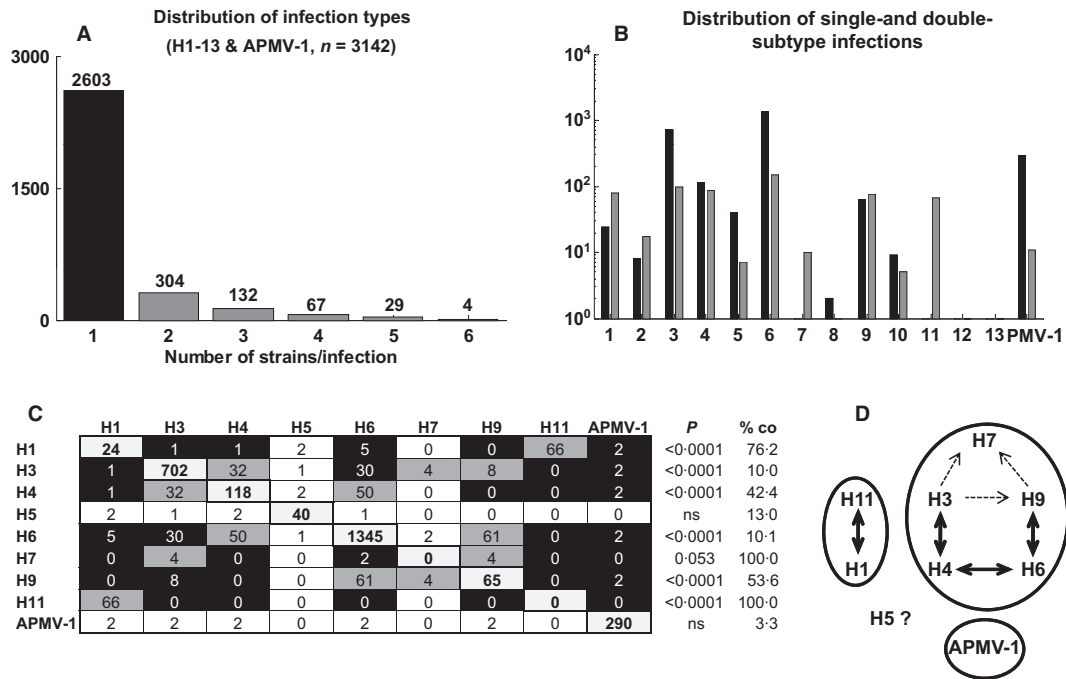 A
Distribution of infection types
(H1-13 & APMV-1, n = 3142)
3000
1500
0
2603
304
132
67
29
4
1 2 3 4 5 6
Number of strains/infection
B
Distribution of single-and double-
subtype infections
10⁴
10³
10²
10¹
10⁰
1 2 3 4 5 6 7 8 9 10 11 12 13 PMV-1
C
H1 H3 H4 H5 H6 H7 H9 H11 APMV-1 P % co
H1 24 1 1 2 5 0 0 66 2 <0·0001 76·2
H3 1 702 32 1 30 4 8 0 2 <0·0001 10·0
H4 1 32 118 2 50 0 0 0 2 <0·0001 42·4
H5 2 1 2 40 1 0 0 0 0 ns 13·0
H6 5 30 50 1 1345 2 61 0 0 <0·0001 10·1
H7 0 4 0 0 2 0 4 0 0 0·053 100·0
H9 0 8 0 0 61 4 65 0 2 <0·0001 53·6
H11 66 0 0 0 0 0 0 0 0 <0·0001 100·0
APMV-1 2 2 2 0 0 0 2 0 290 ns 3·3
D
H7
H11 H3 H9
H1 H4 H6
H5 ?
APMV-1